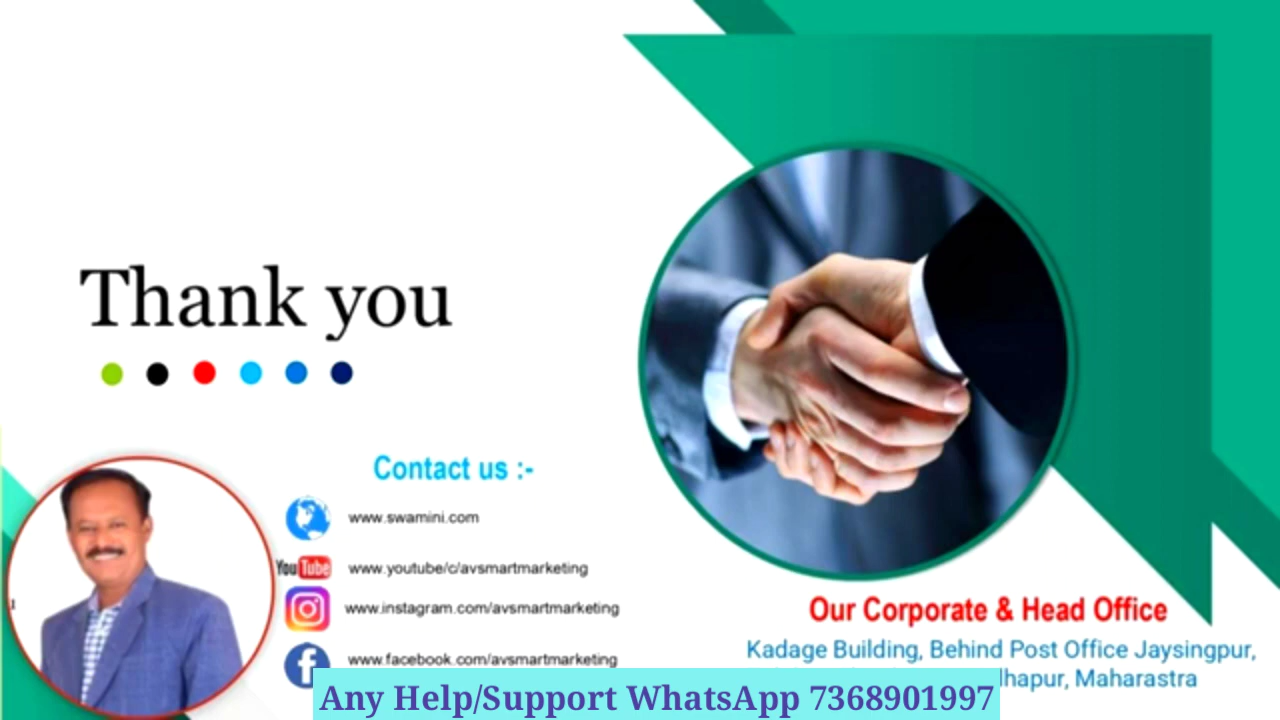 Thank you
Contact us :-
www.swamini.com
YouTube
www.youtube/c/avsmartmarketing
www.instagram.com/avsmartmarketing
www.facebook.com/avsmartmarketing
Our Corporate & Head Office
Kadage Building, Behind Post Office Jaysingpur,
lhapur, Maharastra
Any Help/Support WhatsApp 7368901997